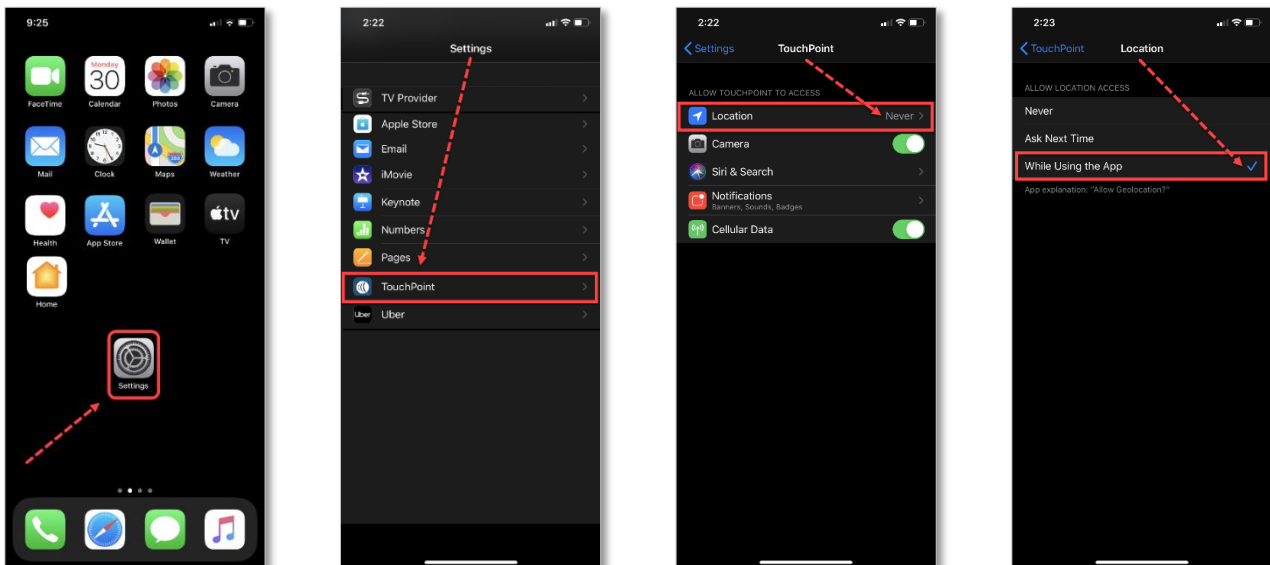 9:25
Monday
30
FaceTime
Calendar
Photos
Camera
Mail
Clock
Maps
Weather
Health
App Store
Wallet
tv
TV
Home
Settings
2:22
Settings
TV Provider
Apple Store
Email
iMovie
Keynote
Numbers
Pages
TouchPoint
Uber Uber
2:22
Settings TouchPoint
ALLOW TOUCHPOINT TO ACCESS
Location Never
Camera
Siri & Search
Notifications
Banners, Sounds, Badges
Cellular Data
2:23
TouchPoint Location
ALLOW LOCATION ACCESS
Never
Ask Next Time
While Using the App
App explanation: "Allow Geolocation?"